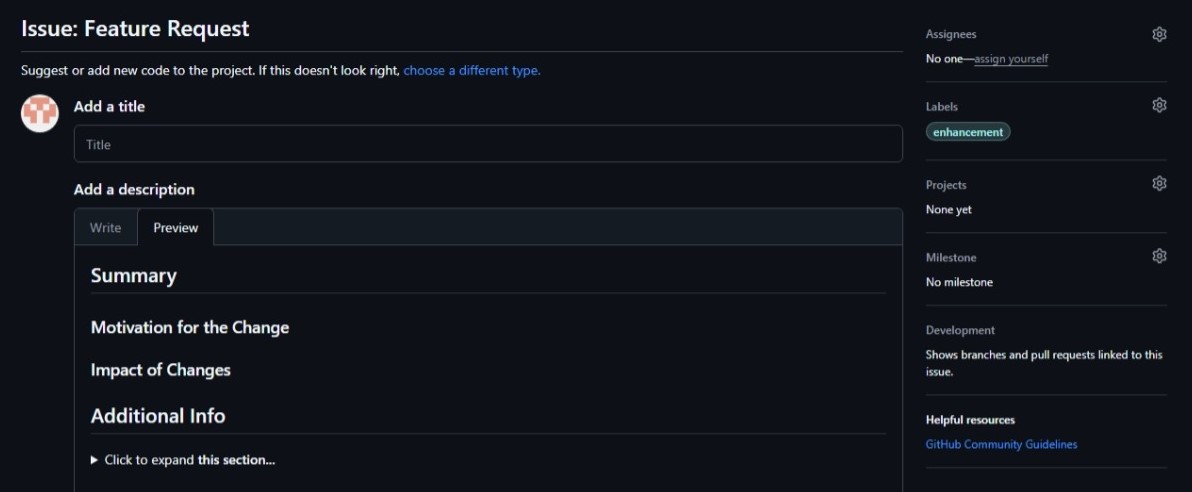 Issue: Feature Request
Suggest or add new code to the project. If this doesn't look right, choose a different type.
Add a title
Title
Add a description
Write
Preview
Summary
Motivation for the Change
Impact of Changes
Additional Info
Click to expand this section...
Assignees
No one—assign yourself
Labels
enhancement
Projects
None yet
Milestone
No milestone
Development
Shows branches and pull requests linked to this
issue.
Helpful resources
GitHub Community Guidelines